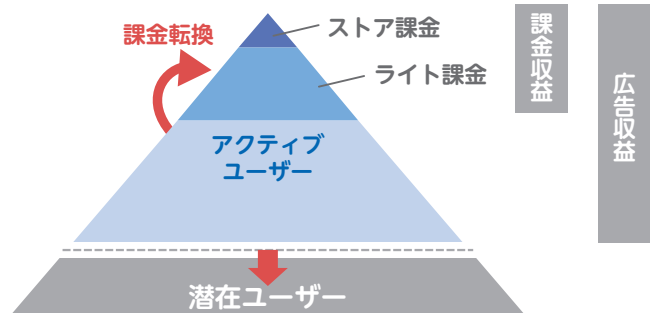 課金転換
ストア課金
ライト課金
アクティブ
ユーザー
潜在ユーザー
課金収益
広告収益